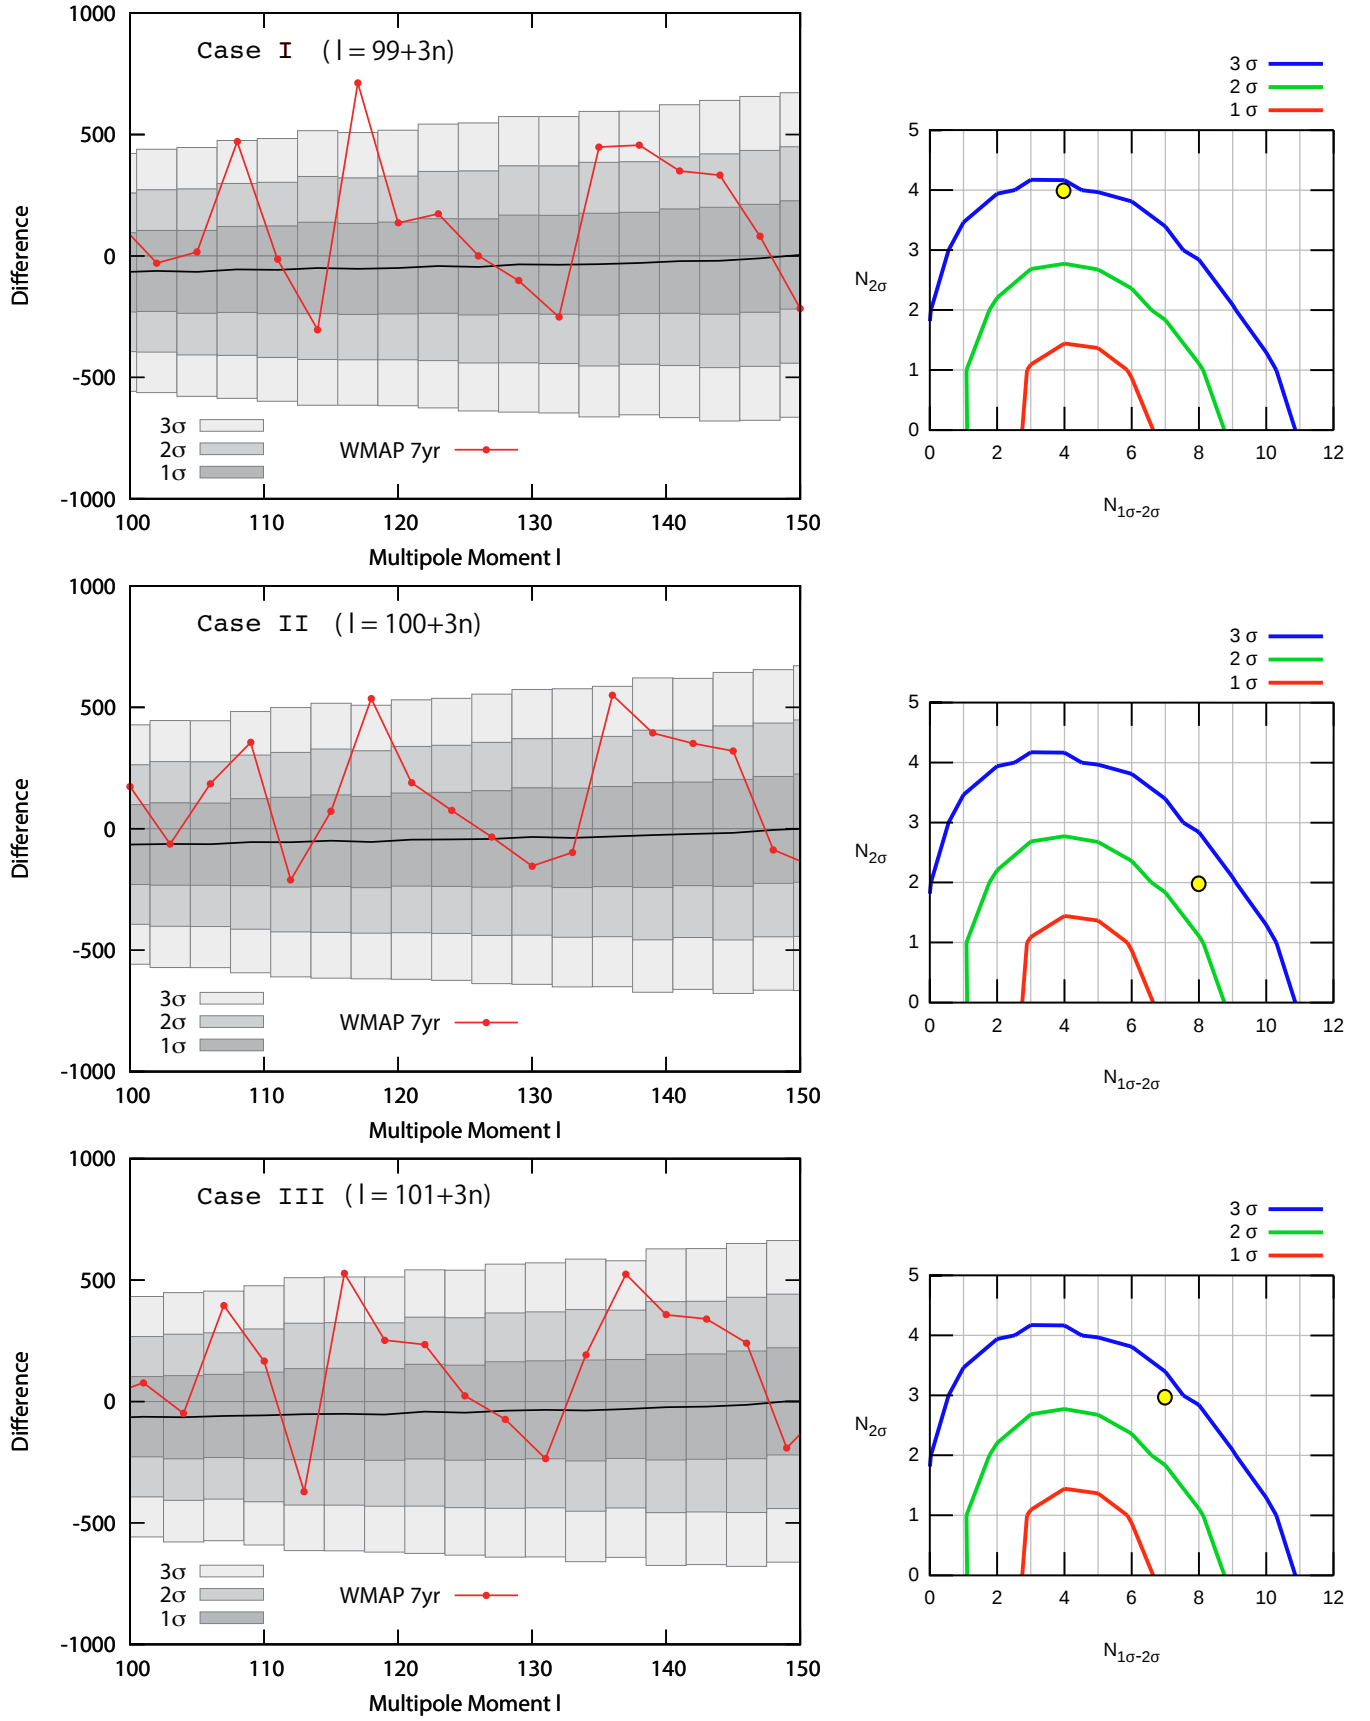 1000
500
0
-500
-1000
Difference
Case I (l = 99+3n)
3σ
2σ
1σ
WMAP 7yr
100 110 120 130 140 150
Multipole Moment l
3 σ
2 σ
1 σ
5
4
3
2
1
0
N2σ
0 2 4 6 8 10 12
N1σ-2σ
1000
500
0
-500
-1000
Difference
Case II (l = 100+3n)
3σ
2σ
1σ
WMAP 7yr
100 110 120 130 140 150
Multipole Moment l
3 σ
2 σ
1 σ
5
4
3
2
1
0
N2σ
0 2 4 6 8 10 12
N1σ-2σ
1000
500
0
-500
-1000
Difference
Case III (l = 101+3n)
3σ
2σ
1σ
WMAP 7yr
100 110 120 130 140 150
Multipole Moment l
3 σ
2 σ
1 σ
5
4
3
2
1
0
N2σ
0 2 4 6 8 10 12
N1σ-2σ